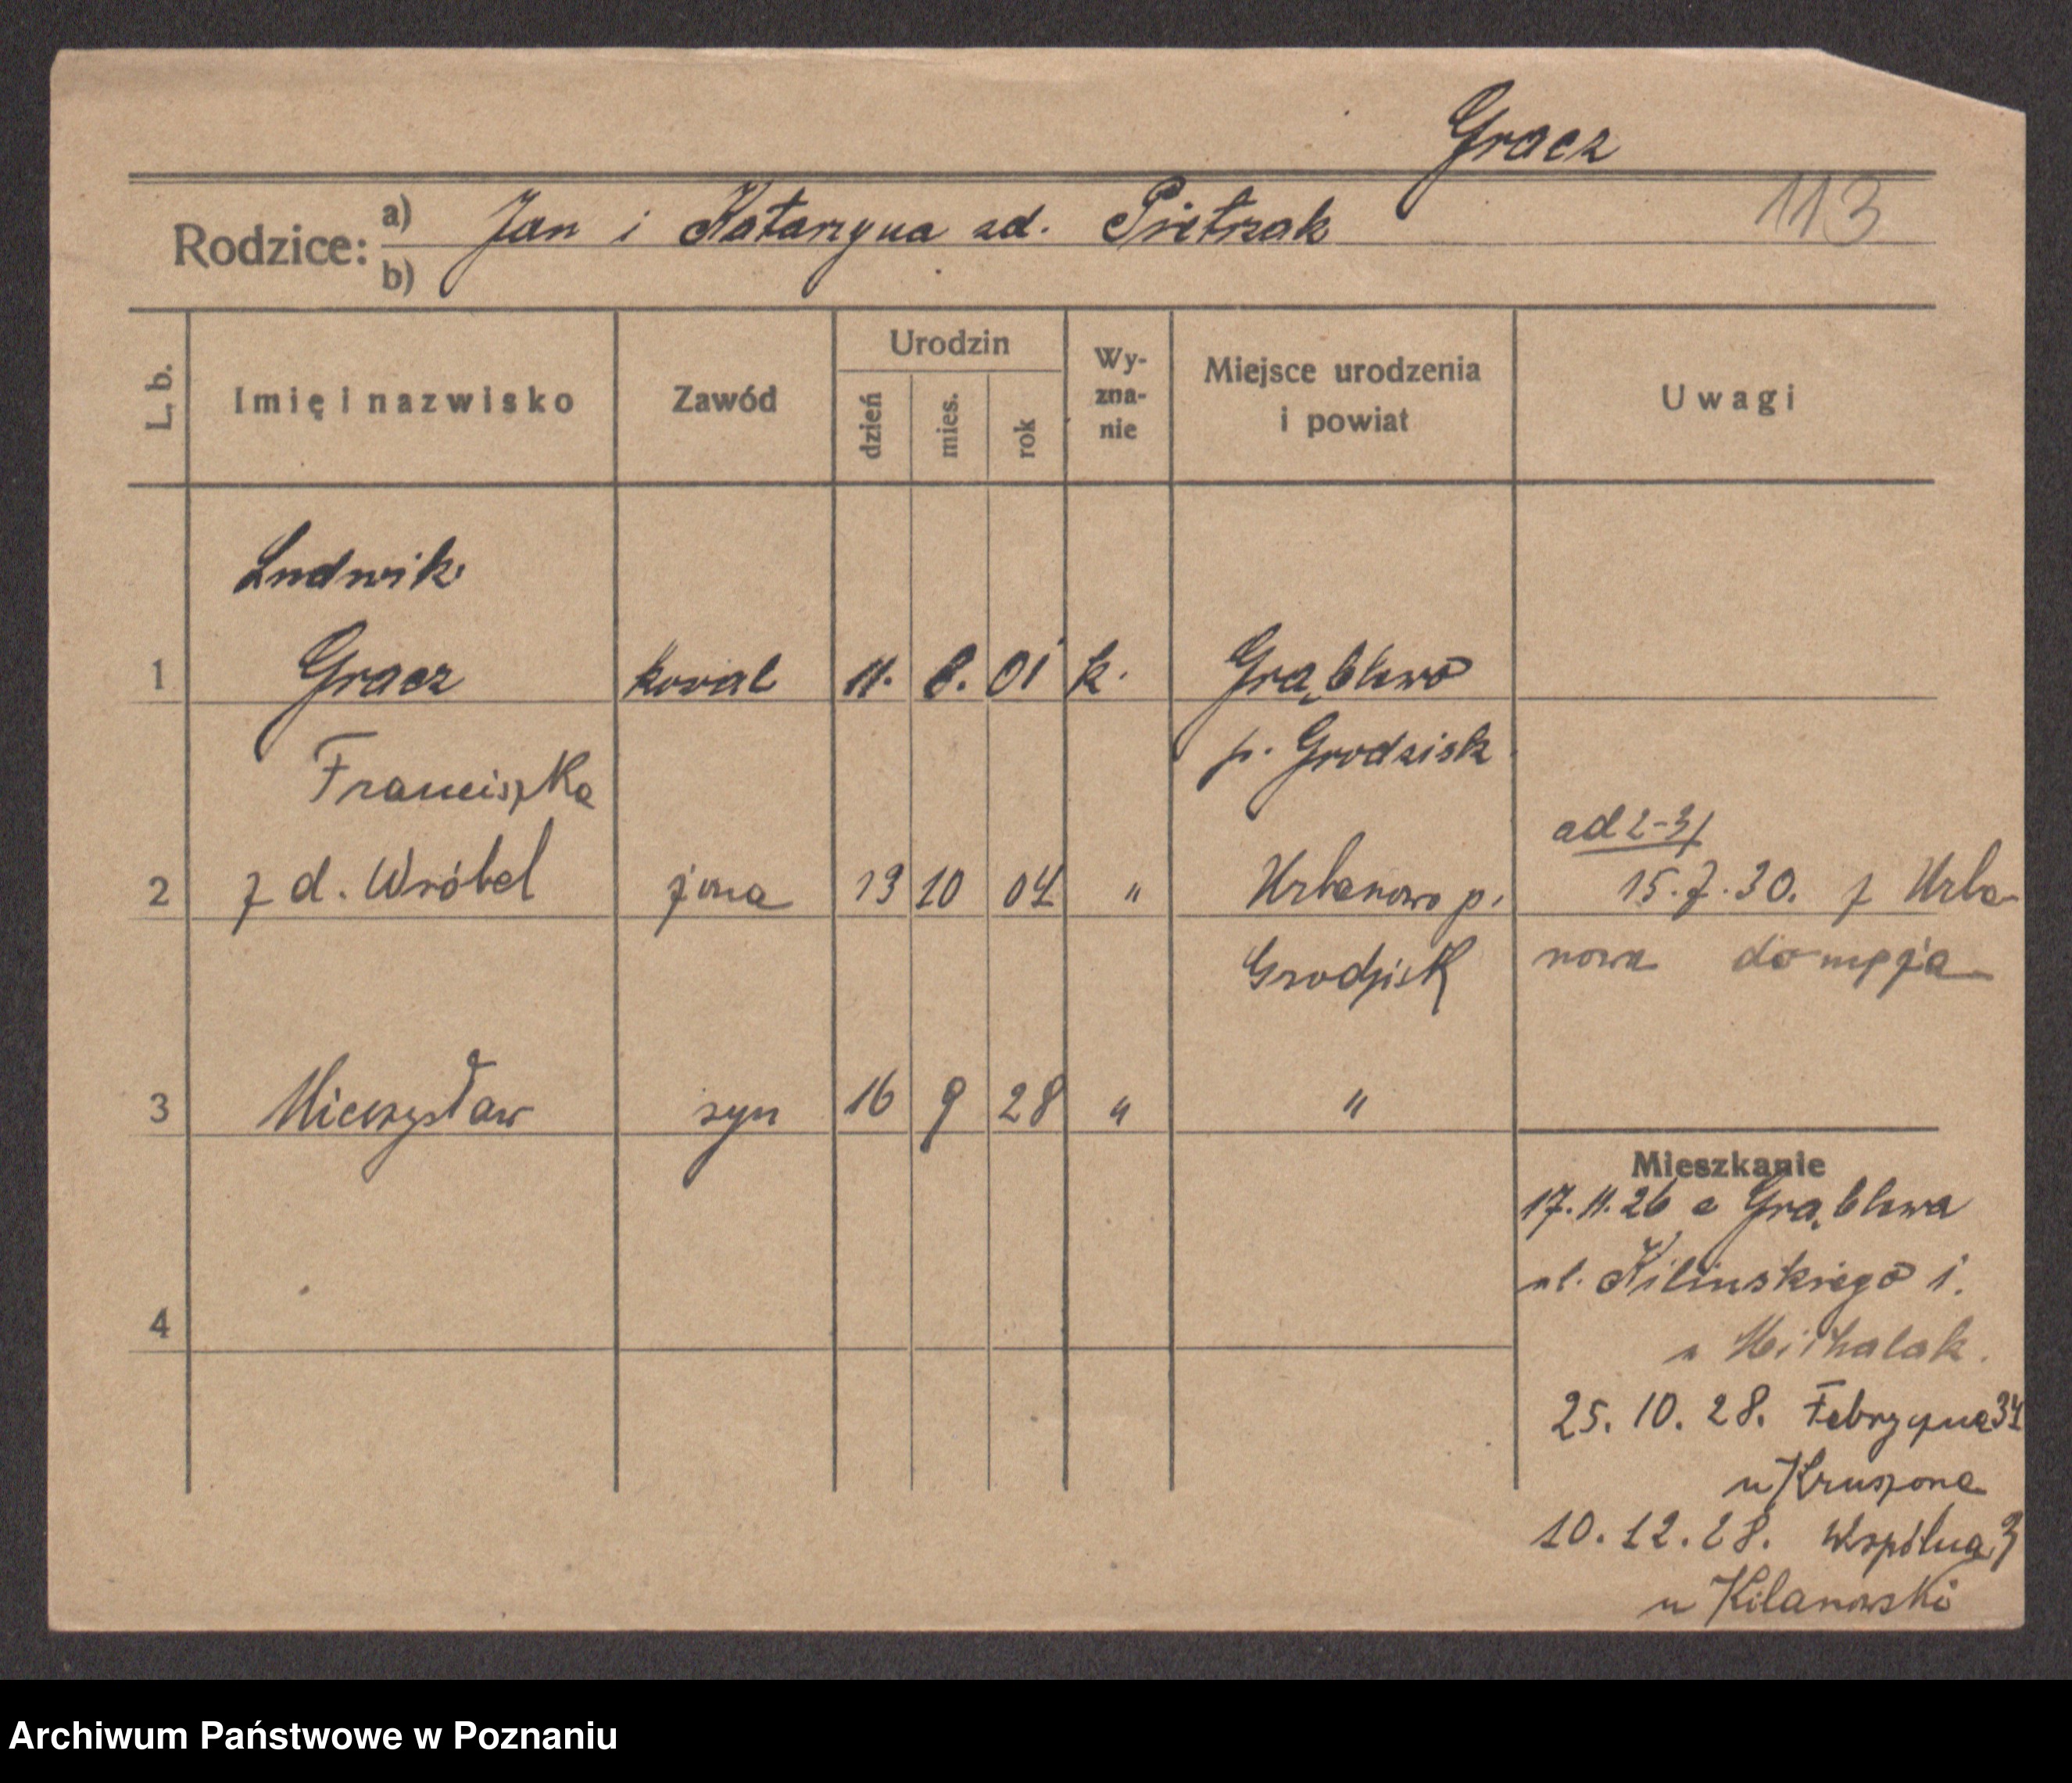 Gracz
113
Rodzice: a) Jan i Katarzyna zd. Pietrzak
b)
L. b.
Imię i nazwisko
Zawód
Urodzin
dzień
mies.
rok
Wy-
zna-
nie
Miejsce urodzenia
i powiat
Uwagi
Ludwik
1 Gracz kowal 11. 8. 01 k. Grąblewo
p. Grodzisk
Franciszka
2 z d. Wróbel żona 13 10 04 " Urbanowo p.
Grodzisk
ad 2-3/
15.7.30. z Urba-
nowa do męża
3 Mieczysław syn 16 9 28 " "
4
Mieszkanie
17.11.26 z Grąblewa
ul. Kilinskiego 1.
u Michalak.
25.10.28. Fabryczna 34
u Kruszona
10.12.28. Wspólna 3
u Kilanowski
Archiwum Państwowe w Poznaniu